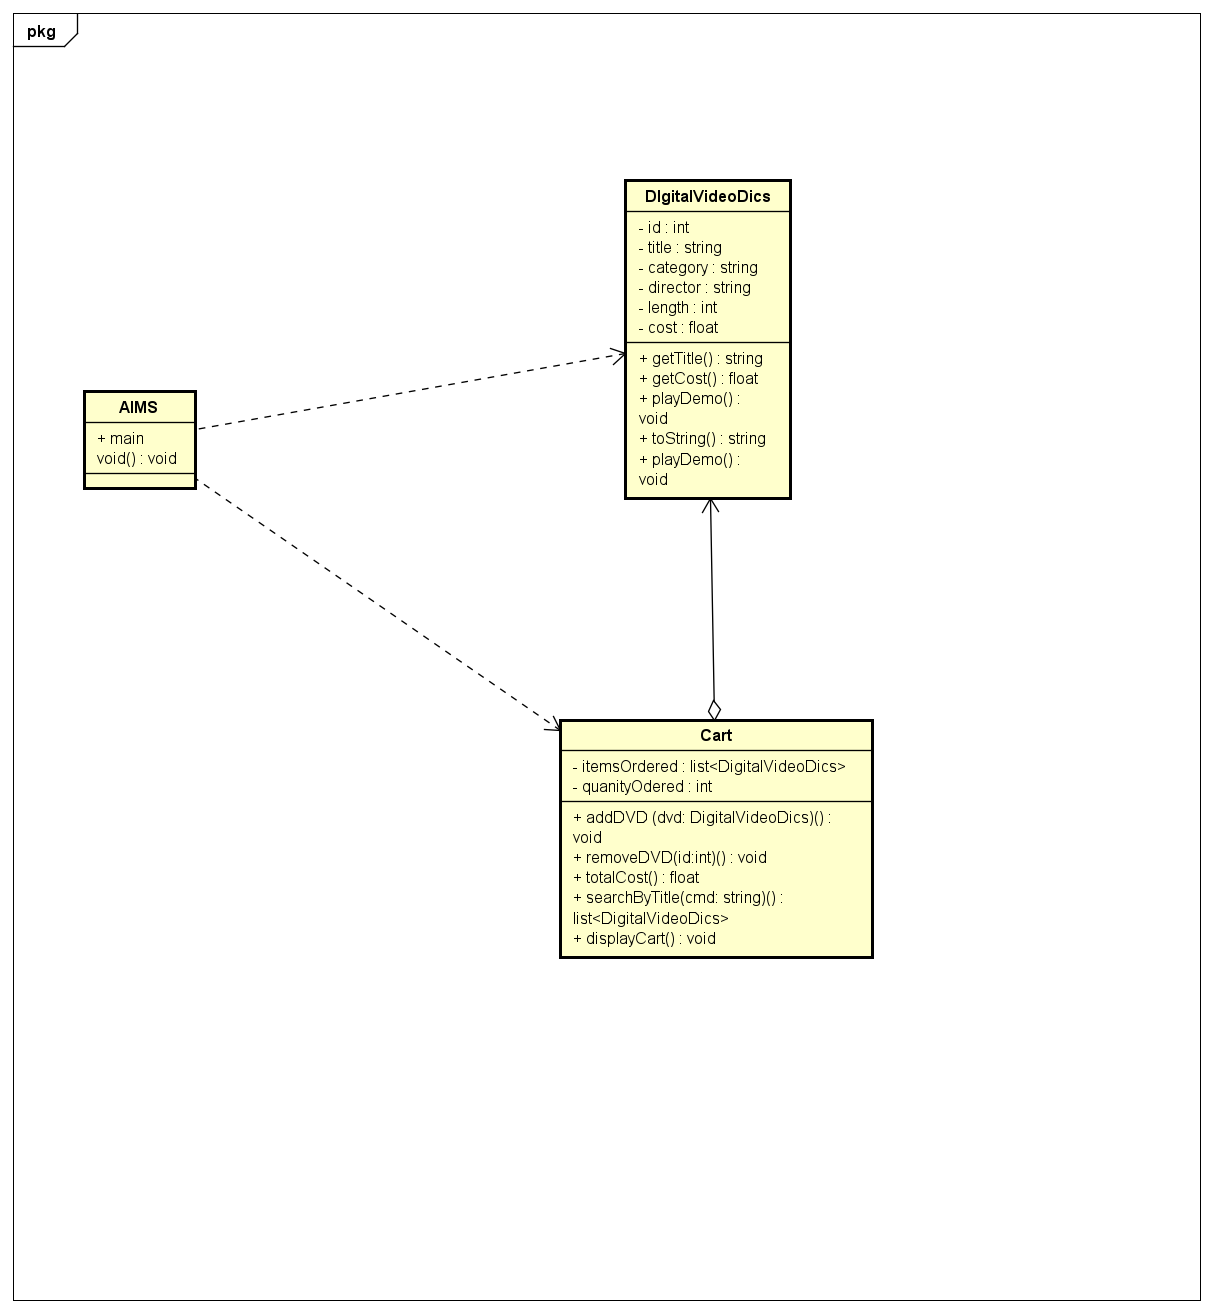 pkg
DIgitalVideoDics
- id : int
- title : string
- category : string
- director : string
- length : int
- cost : float
+ getTitle() : string
+ getCost() : float
+ playDemo() :
void
+ toString() : string
+ playDemo() :
void
AIMS
+ main
void() : void
Cart
- itemsOrdered : list<DigitalVideoDics>
- quanityOdered : int
+ addDVD (dvd: DigitalVideoDics)() :
void
+ removeDVD(id:int)() : void
+ totalCost() : float
+ searchByTitle(cmd: string)() :
list<DigitalVideoDics>
+ displayCart() : void